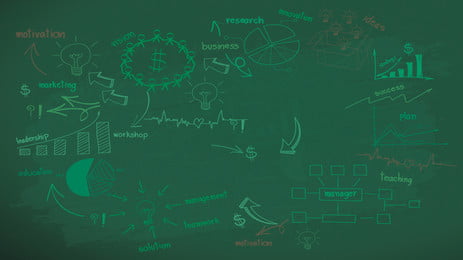 research
innovation
ideas
motivation
vision
business
$
$
$
marketing
success
?!
plan
leadership
workshop
$
education
teaching
management
manager
?!
teamwork
$
motivation
solution